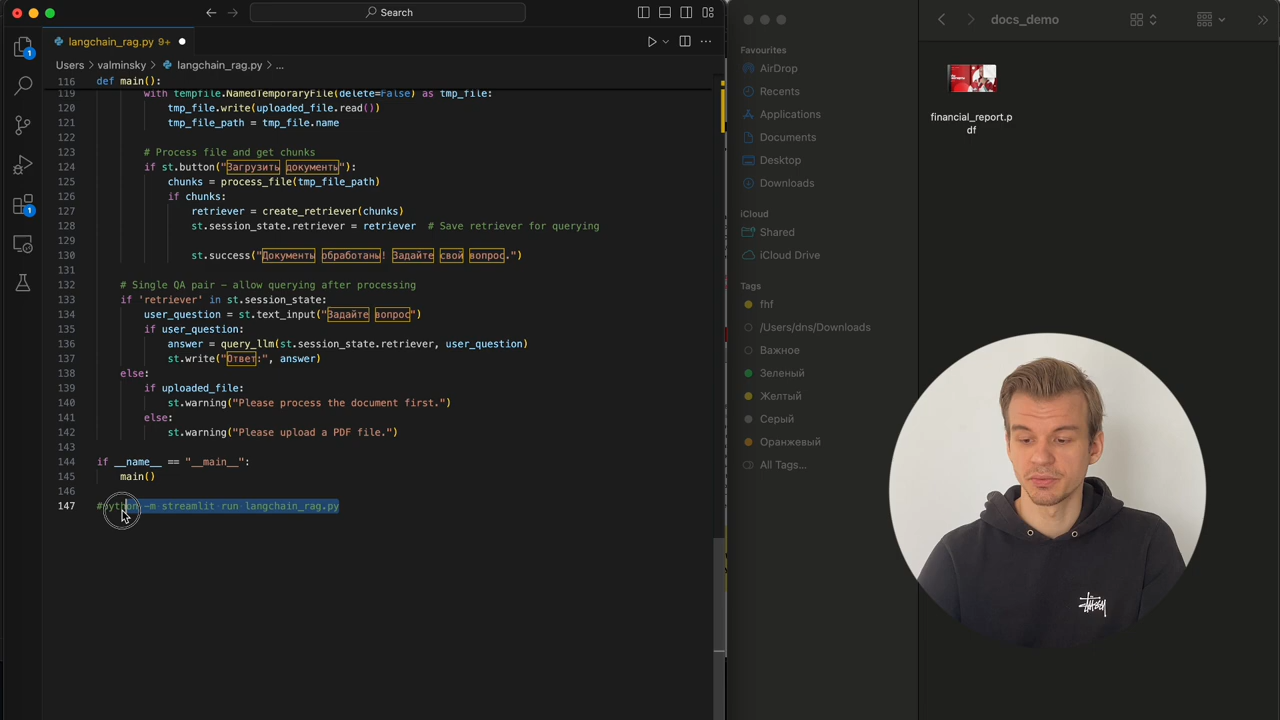 Search
langchain_rag.py 9+
Users > valminsky > langchain_rag.py > ...
116 def main():
119 with tempfile.NamedTemporaryFile(delete=False) as tmp_file:
120 tmp_file.write(uploaded_file.read())
121 tmp_file_path = tmp_file.name
122
123 # Process file and get chunks
124 if st.button("Загрузить документы"):
125 chunks = process_file(tmp_file_path)
126 if chunks:
127 retriever = create_retriever(chunks)
128 st.session_state.retriever = retriever # Save retriever for querying
129
130 st.success("Документы обработаны! Задайте свой вопрос.")
131
132 # Single QA pair – allow querying after processing
133 if 'retriever' in st.session_state:
134 user_question = st.text_input("Задайте вопрос")
135 if user_question:
136 answer = query_llm(st.session_state.retriever, user_question)
137 st.write("Ответ:", answer)
138 else:
139 if uploaded_file:
140 st.warning("Please process the document first.")
141 else:
142 st.warning("Please upload a PDF file.")
143
144 if __name__ == "__main__":
145 main()
146
147 #python -m streamlit run langchain_rag.py
1
1
docs_demo
Favourites
AirDrop
Recents
Applications
Documents
Desktop
Downloads
iCloud
Shared
iCloud Drive
Tags
fhf
/Users/dns/Downloads
Важное
Зеленый
Желтый
Серый
Оранжевый
All Tags...
financial_report.p
df